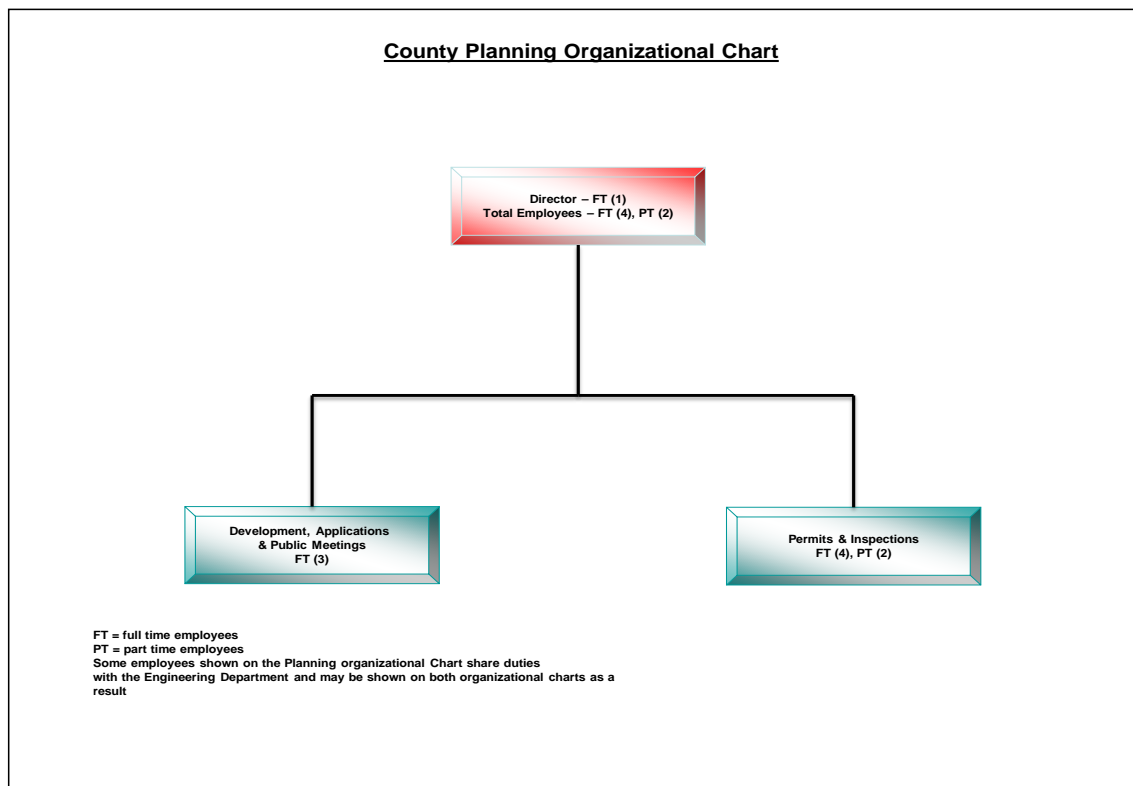 County Planning Organizational Chart
Director – FT (1)
Total Employees – FT (4), PT (2)
Development, Applications
& Public Meetings
FT (3)
Permits & Inspections
FT (4), PT (2)
FT = full time employees
PT = part time employees
Some employees shown on the Planning organizational Chart share duties
with the Engineering Department and may be shown on both organizational charts as a
result